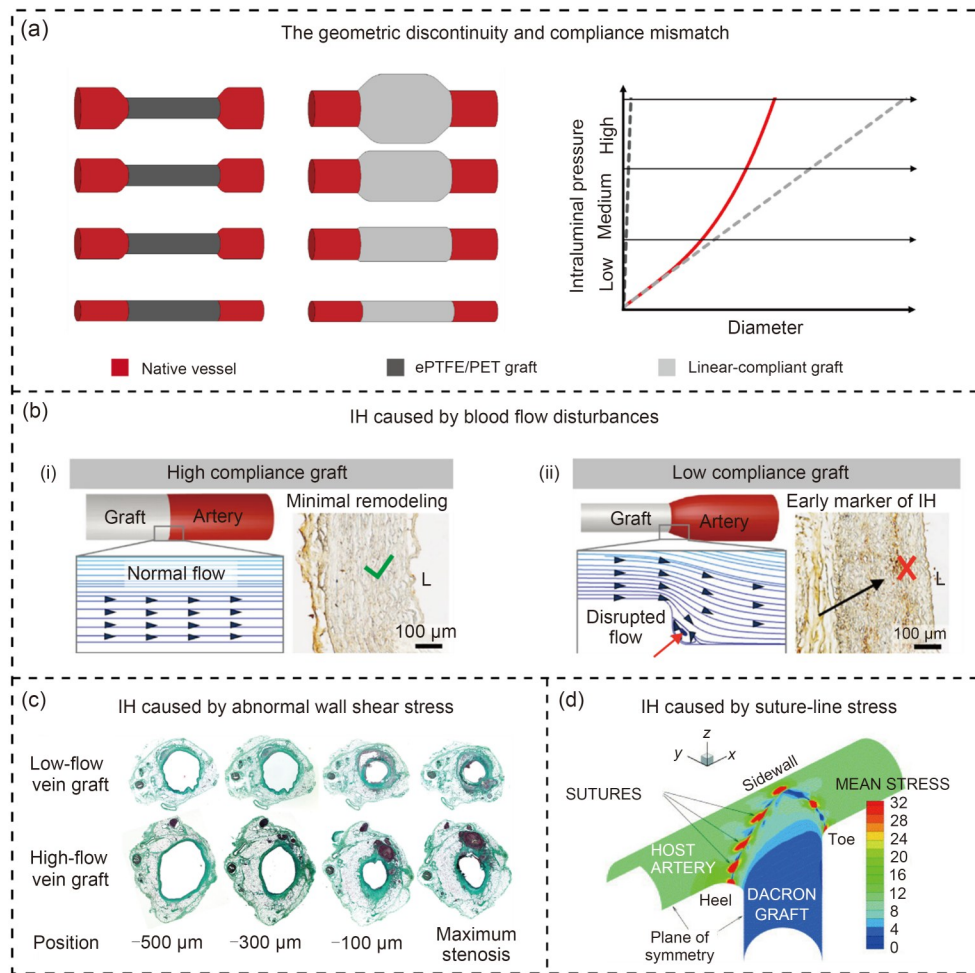 (a)
The geometric discontinuity and compliance mismatch
Intraluminal pressure
Low Medium High
Diameter
Native vessel
ePTFE/PET graft
Linear-compliant graft
(b)
IH caused by blood flow disturbances
(i)
High compliance graft
Graft
Artery
Minimal remodeling
Normal flow
L
100 μm
(ii)
Low compliance graft
Graft
Artery
Early marker of IH
Disrupted
flow
L
100 μm
(c)
IH caused by abnormal wall shear stress
Low-flow
vein graft
High-flow
vein graft
Position
−500 μm
−300 μm
−100 μm
Maximum
stenosis
(d)
IH caused by suture-line stress
z
y
x
Sidewall
SUTURES
MEAN STRESS
32
28
24
20
16
12
8
4
0
HOST
ARTERY
Toe
Heel
DACRON
GRAFT
Plane of
symmetry